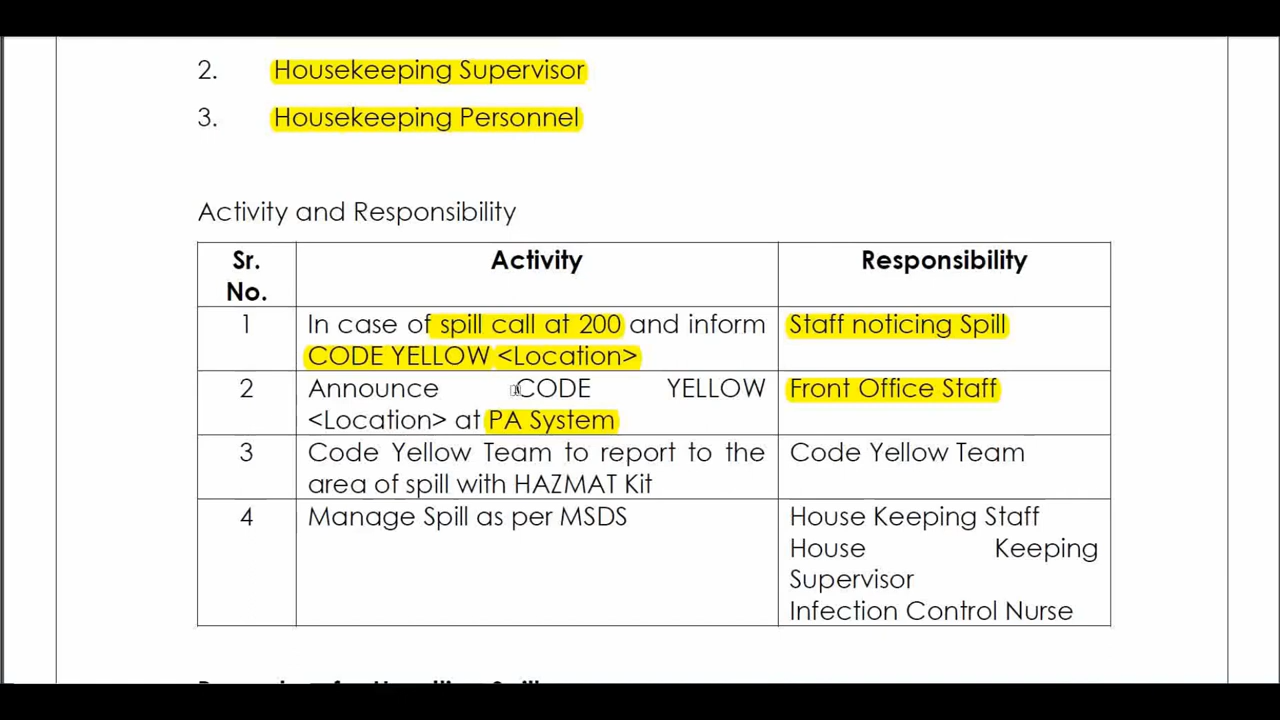 2. Housekeeping Supervisor
3. Housekeeping Personnel
Activity and Responsibility
Sr. No. Activity Responsibility
1 In case of spill call at 200 and inform Staff noticing Spill
CODE YELLOW <Location>
2 Announce CODE YELLOW Front Office Staff
<Location> at PA System
3 Code Yellow Team to report to the Code Yellow Team
area of spill with HAZMAT Kit
4 Manage Spill as per MSDS House Keeping Staff
House Keeping
Supervisor
Infection Control Nurse